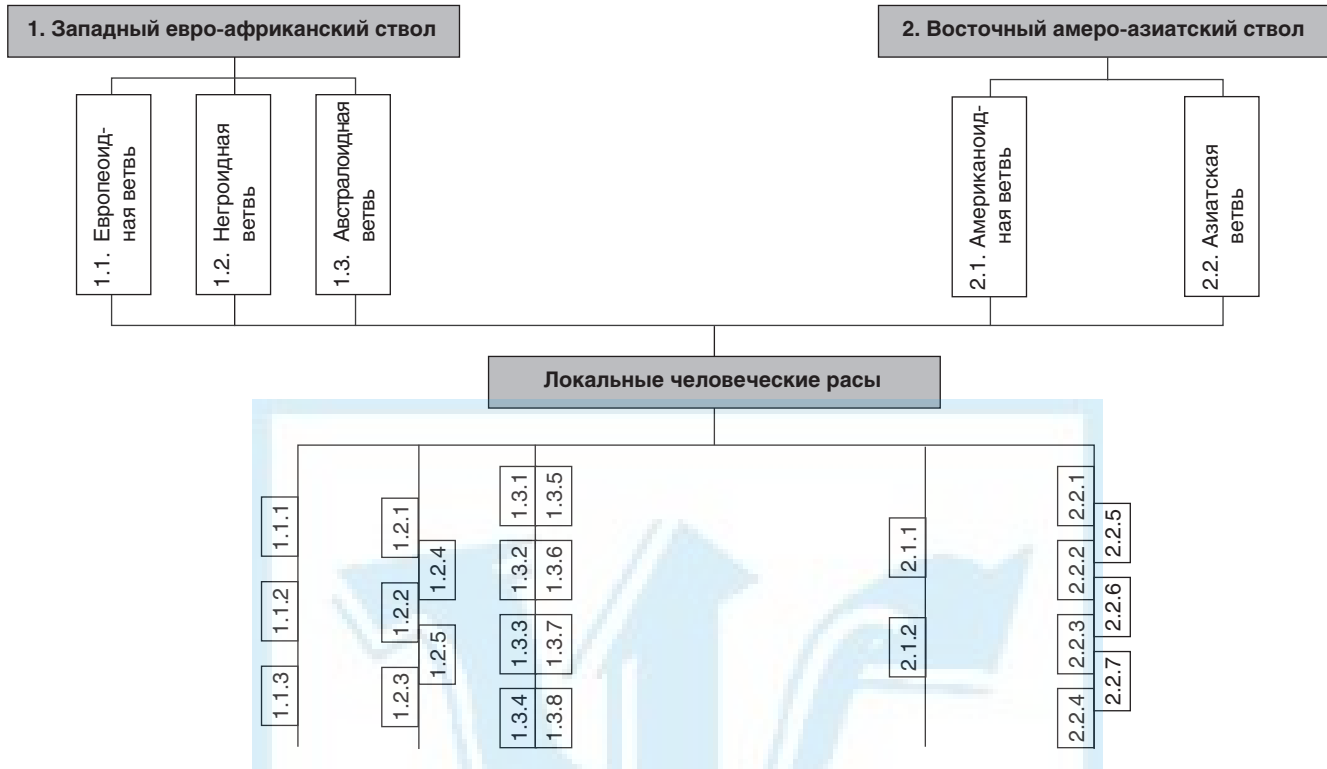 1. Западный евро-африканский ствол
2. Восточный амеро-азиатский ствол
1.1. Европеоид-
ная ветвь
1.2. Негроидная
ветвь
1.3. Австралоидная
ветвь
2.1. Американоид-
ная ветвь
2.2. Азиатская
ветвь
Локальные человеческие расы
1.1.1
1.1.2
1.1.3
1.2.1
1.2.2
1.2.3
1.2.4
1.2.5
1.3.1
1.3.2
1.3.3
1.3.4
1.3.5
1.3.6
1.3.7
1.3.8
2.1.1
2.1.2
2.2.1
2.2.2
2.2.3
2.2.4
2.2.5
2.2.6
2.2.7